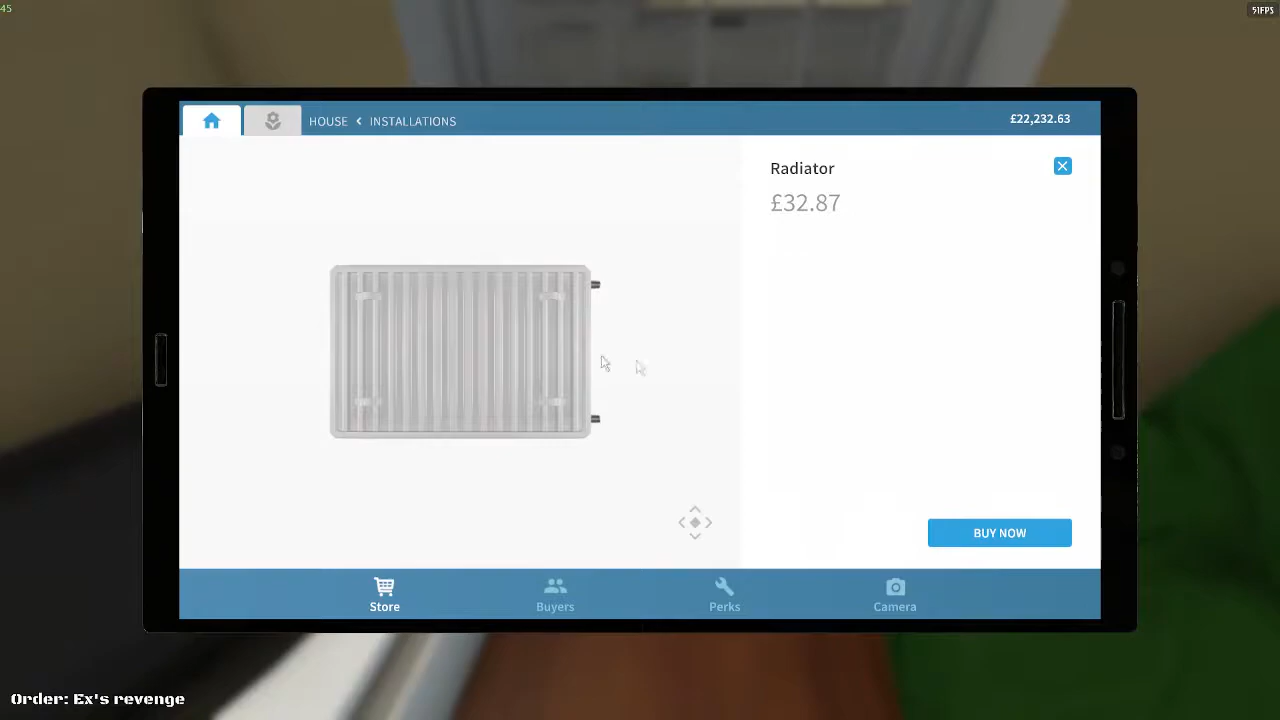 45
51FPS
HOUSE < INSTALLATIONS
£22,232.63
Radiator
£32.87
BUY NOW
Store
Buyers
Perks
Camera
Order: Ex's revenge